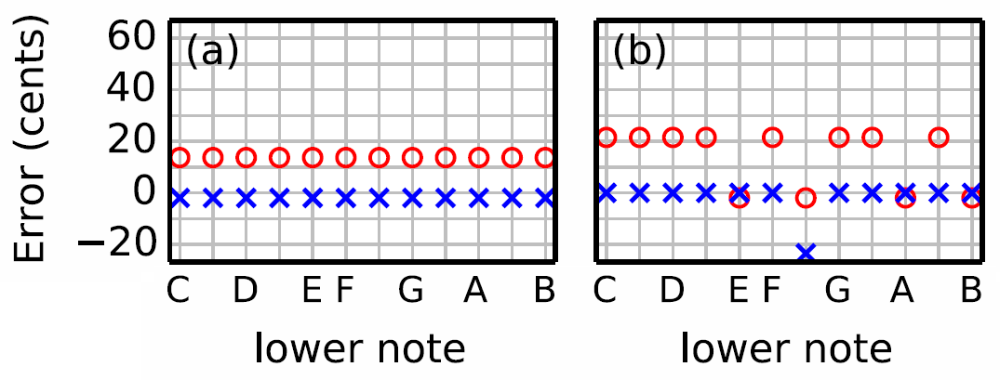 Error (cents)
60
40
20
0
−20
(a)
(b)
C D E F G A B
C D E F G A B
lower note
lower note